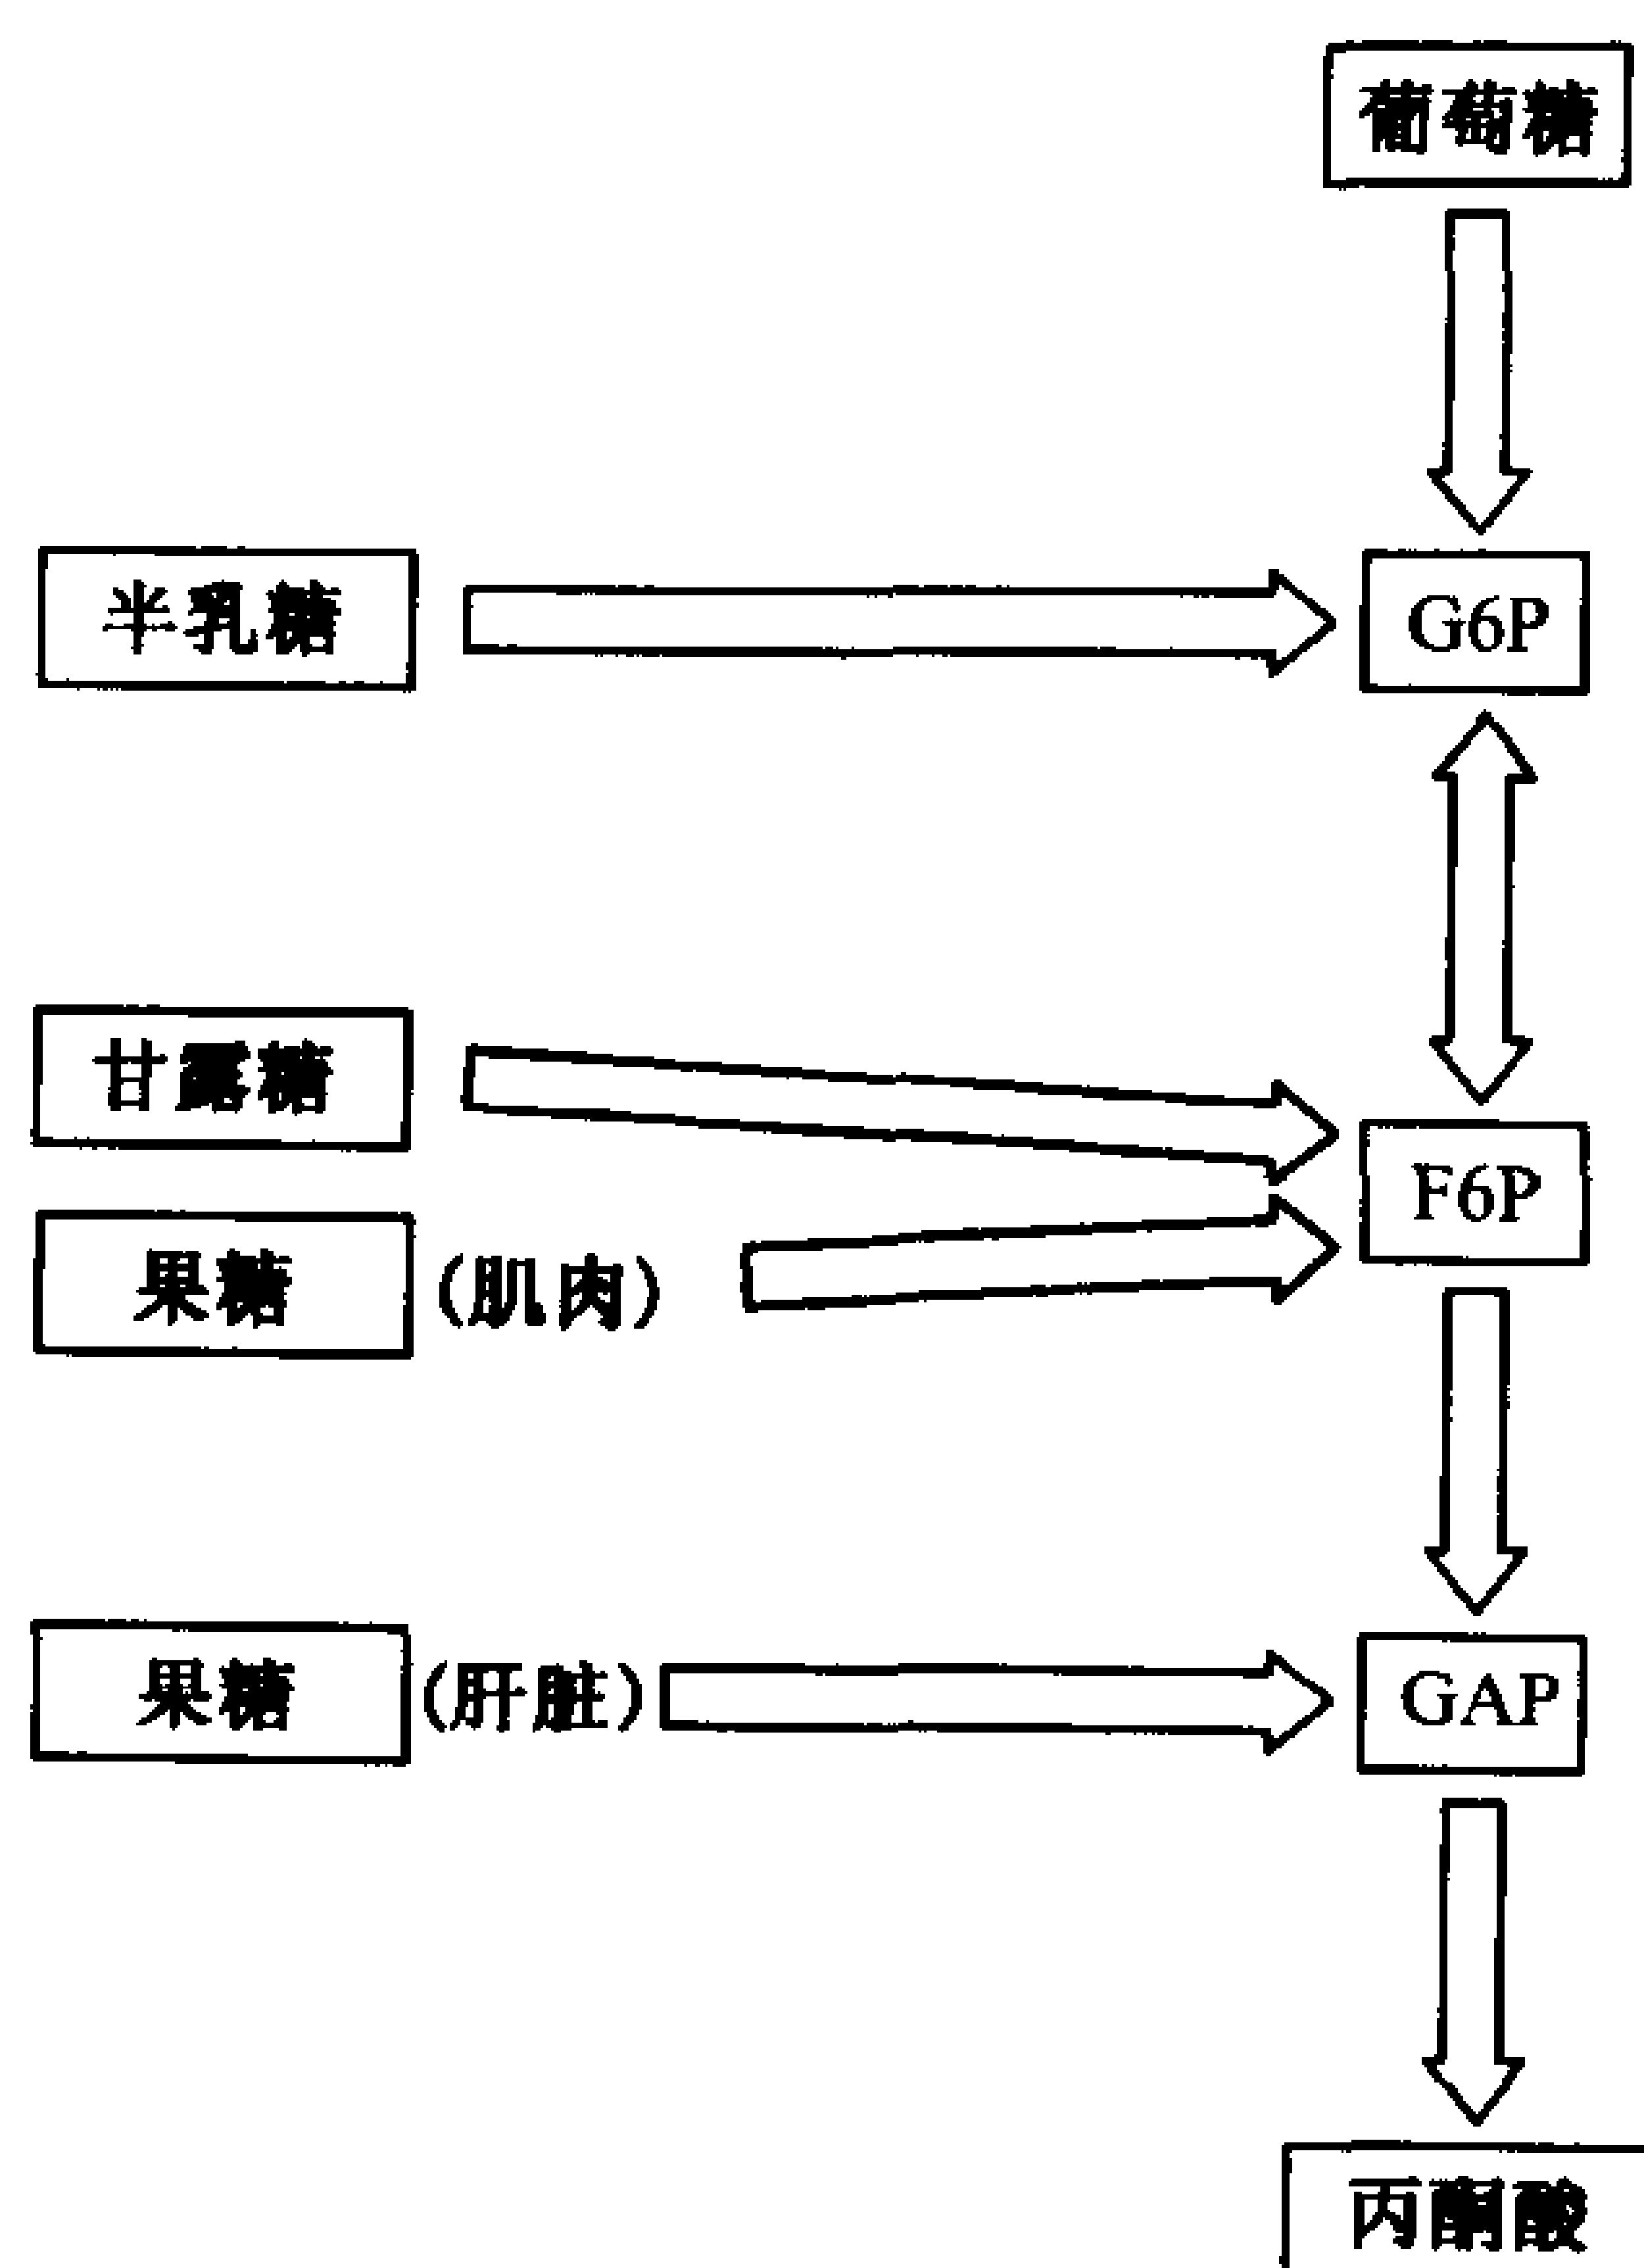 葡萄糖
半乳糖
G6P
甘露糖
F6P
果糖 (肌肉)
果糖 (肝脏)
GAP
丙酮酸